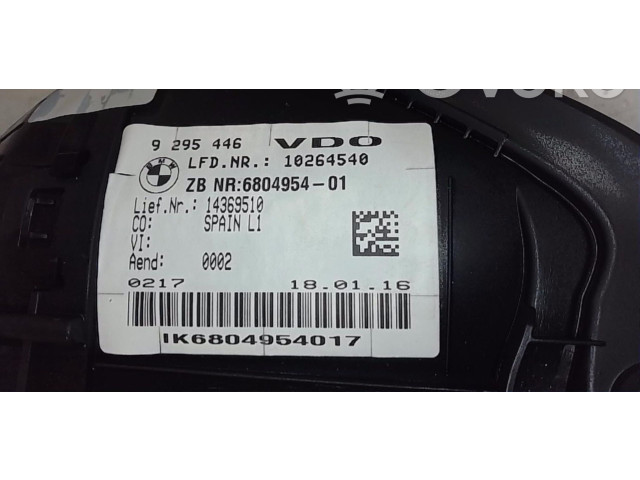 9 295 446 VDO
BMW
LFD.NR.: 10264540
ZB NR:6804954-01
Lief.Nr.: 14369510
CO: SPAIN L1
VI:
Aend: 0002
0217 18.01.16
IK6804954017